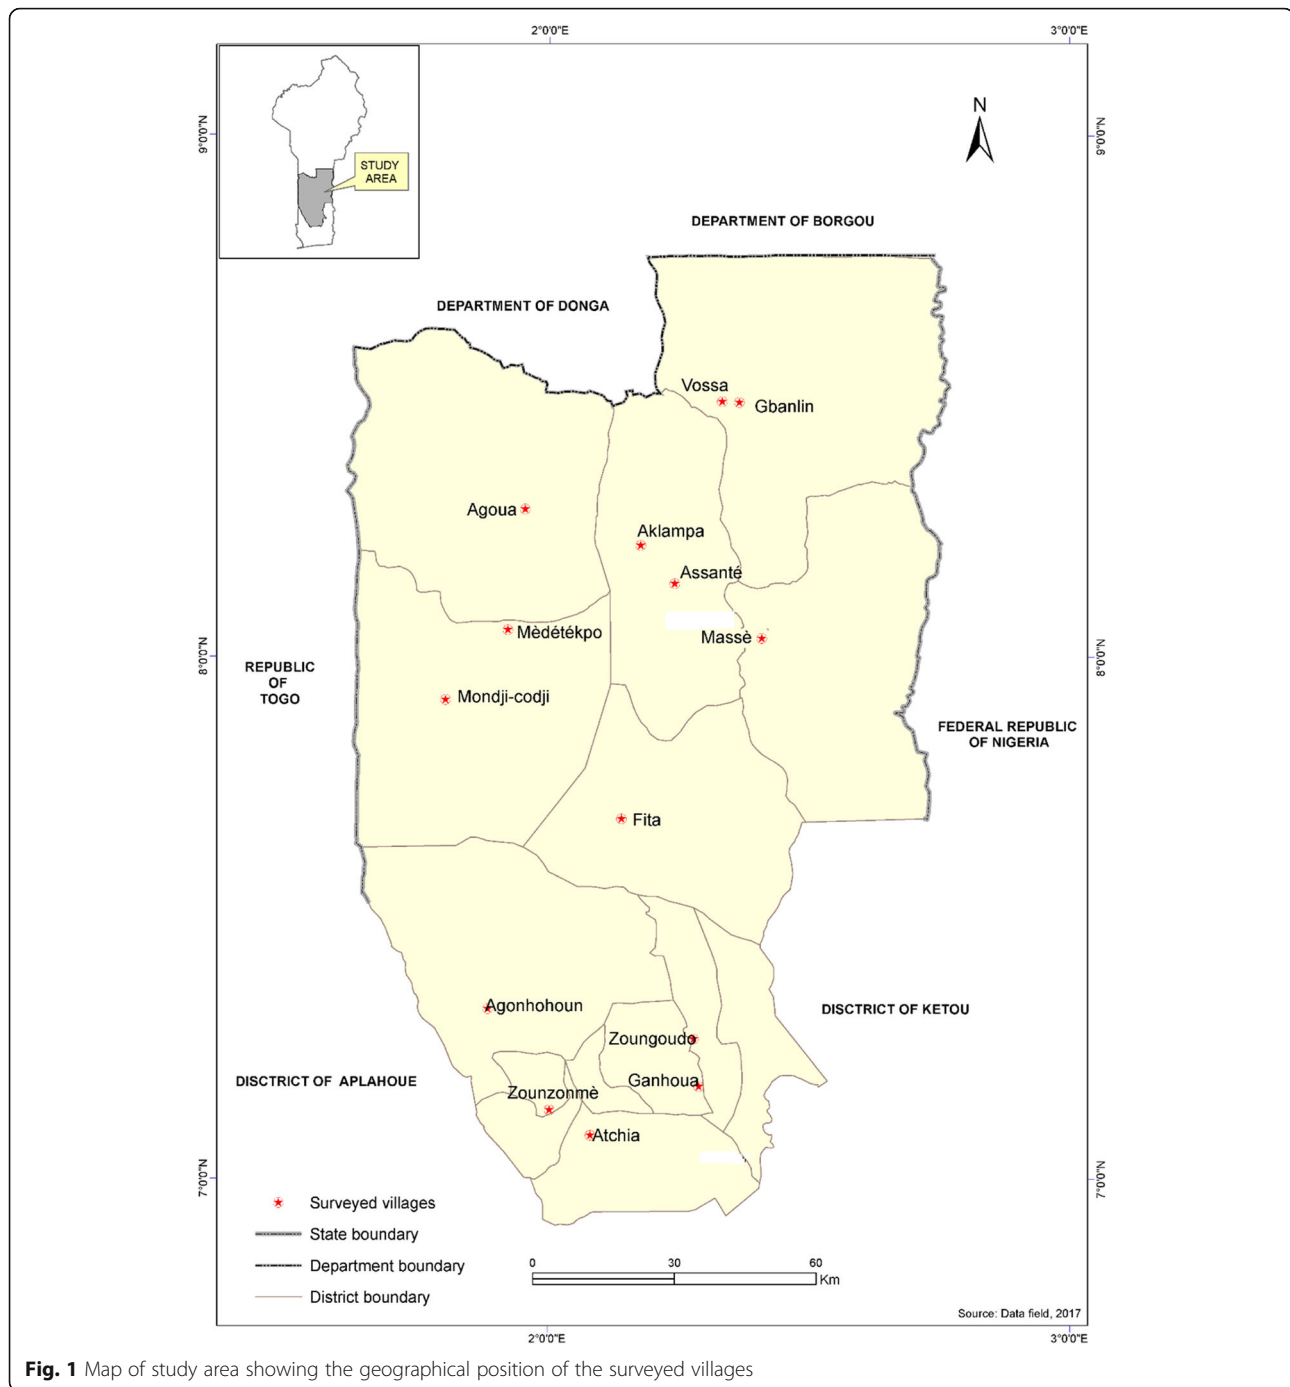 2°0'0"E
3°0'0"E
STUDY
AREA
N
9°0'0"N
9°0'0"N
DEPARTMENT OF BORGOU
DEPARTMENT OF DONGA
Vossa
Gbanlin
Agoua
Aklampa
Assanté
Mèdétékpo
Massè
8°0'0"N
8°0'0"N
REPUBLIC
OF
TOGO
Mondji-codji
FEDERAL REPUBLIC
OF NIGERIA
Fita
Agonhohoun
DISCTRICT OF KETOU
Zoungoudo
DISCTRICT OF APLAHOUE
Ganhoua
Zounzonmè
Atchia
7°0'0"N
7°0'0"N
Surveyed villages
State boundary
Department boundary
District boundary
0 30 60
Km
Source: Data field, 2017
2°0'0"E
3°0'0"E
Fig. 1 Map of study area showing the geographical position of the surveyed villages